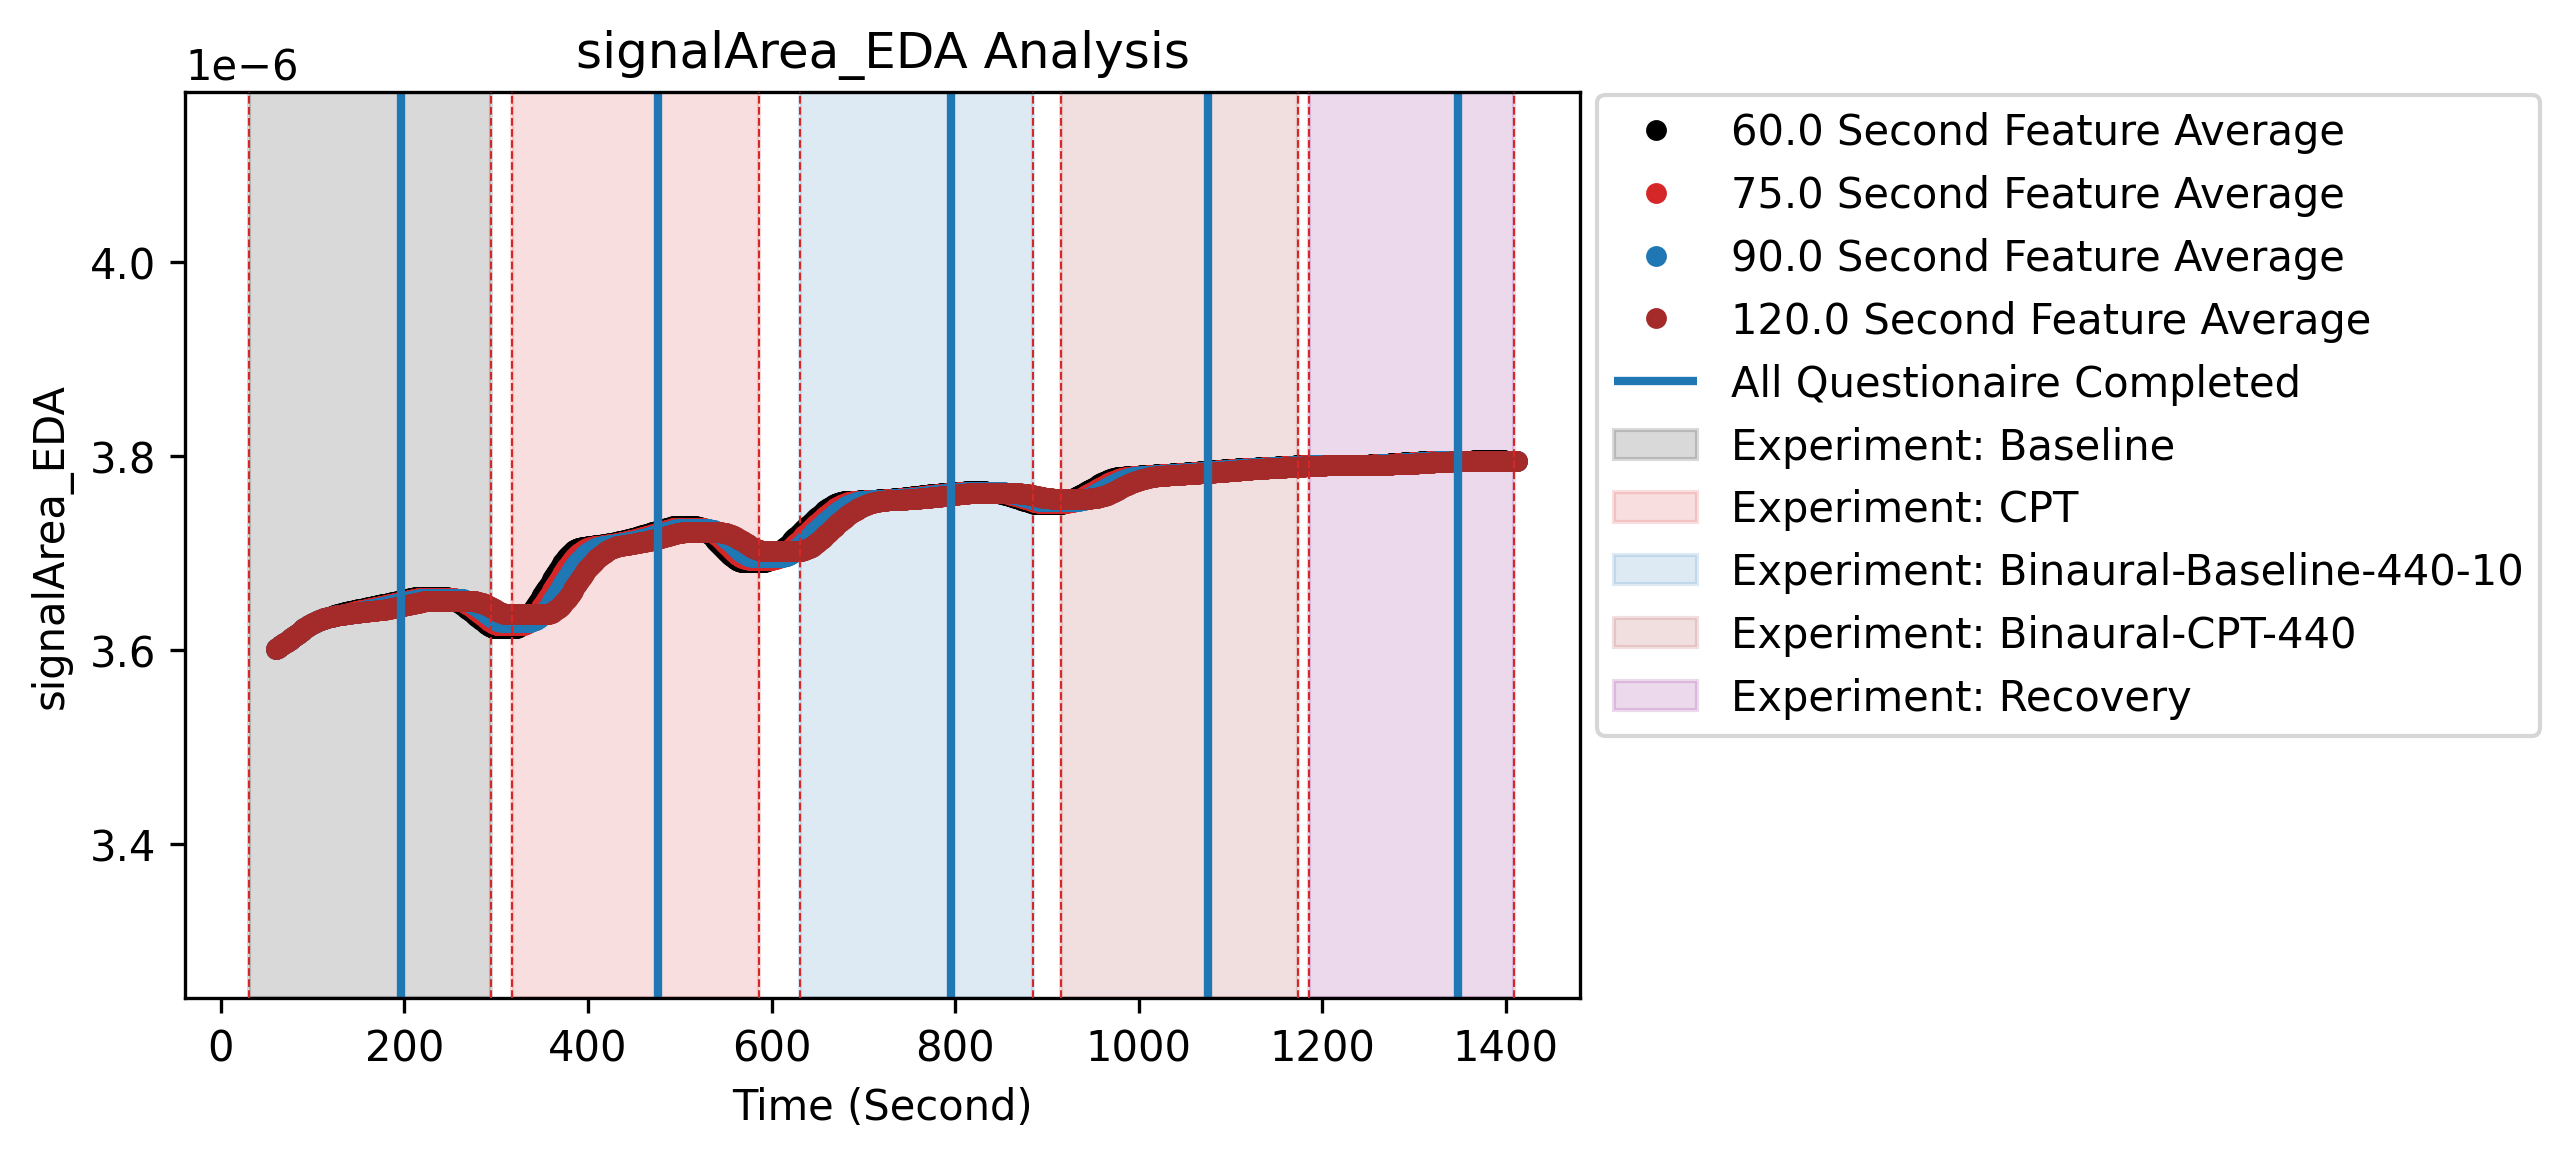 signalArea_EDA Analysis
1e−6
4.0
3.8
3.6
3.4
signalArea_EDA
0 200 400 600 800 1000 1200 1400
Time (Second)
60.0 Second Feature Average
75.0 Second Feature Average
90.0 Second Feature Average
120.0 Second Feature Average
All Questionaire Completed
Experiment: Baseline
Experiment: CPT
Experiment: Binaural-Baseline-440-10
Experiment: Binaural-CPT-440
Experiment: Recovery